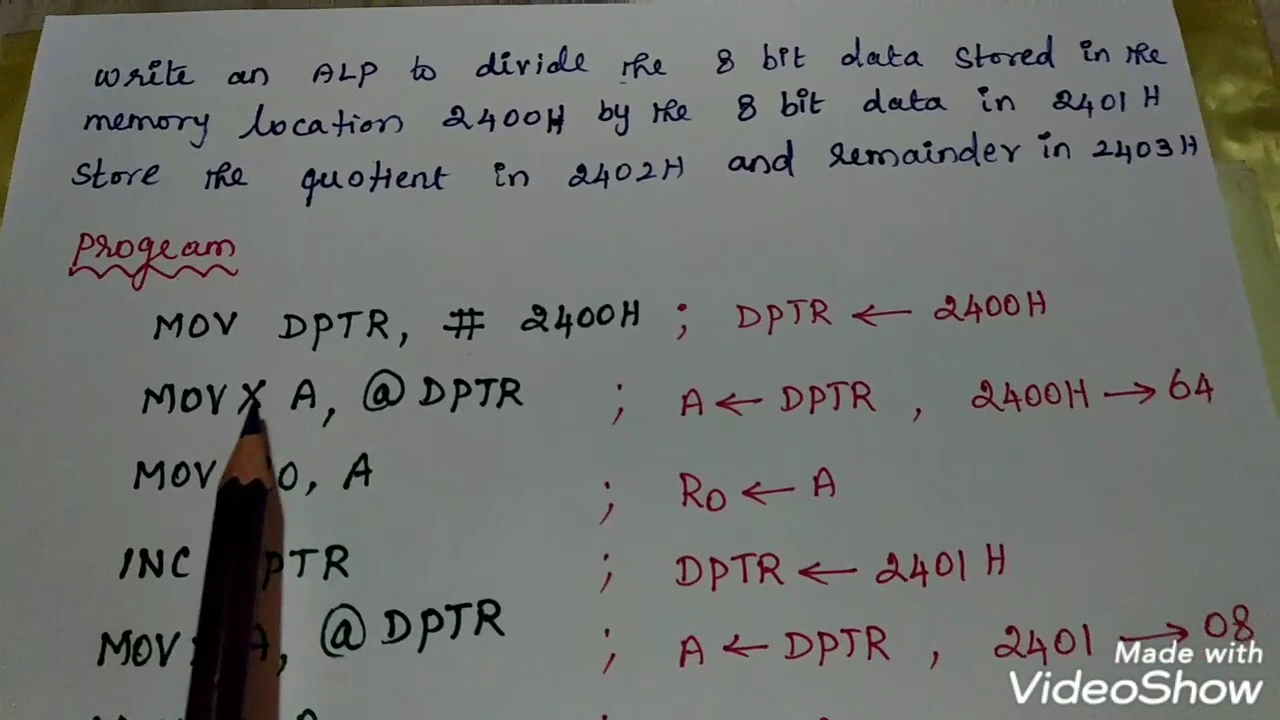 Write an ALP to divide the 8 bit data stored in the
memory location 2400H by the 8 bit data in 2401 H
Store the quotient in 2402H and remainder in 2403H
Progeam
MOV DPTR, # 2400H ; DPTR ← 2400H
MOVX A, @ DPTR ; A ← DPTR , 2400H → 64
MOV 0, A ; R0 ← A
INC PTR ; DPTR ← 2401 H
MOV A, @ DPTR ; A ← DPTR , 2401 → 08
Made with
VideoShow